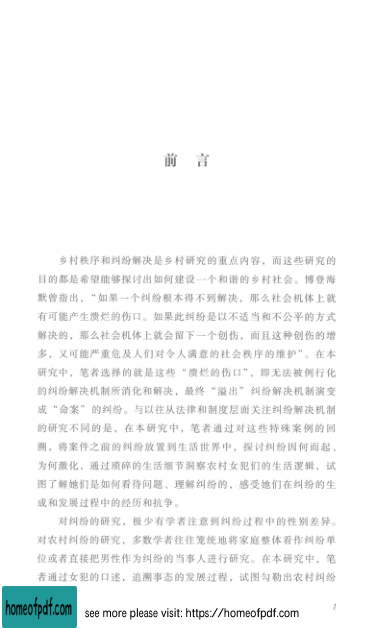 前 言
乡村秩序和纠纷解决是乡村研究的重点内容，而这些研究的
目的都是希望能够探讨出如何建设一个和谐的乡村社会。博登海
默曾指出，“如果一个纠纷根本得不到解决，那么社会机体上就
有可能产生溃烂的伤口。如果此纠纷是以不适当和不公平的方式
解决的，那么社会机体上就会留下一个创伤，而且这种创伤的增
多，又可能严重危及人们对令人满意的社会秩序的维护”。在本
研究中，笔者选择的就是这些“溃烂的伤口”，即无法被例行化
的纠纷解决机制所消化和解决，最终“溢出”纠纷解决机制演变
成“命案”的纠纷。与以往从法律和制度层面关注纠纷解决机制
的研究不同的是，在本研究中，笔者通过对这些特殊案例的回
溯，将案件之前的纠纷放置到生活世界中，探讨纠纷因何而起、
为何激化，通过琐碎的生活细节洞察农村女犯们的生活逻辑，试
图了解她们是如何看待问题、理解纠纷的，感受她们在纠纷的生
成和发展过程中的经历和抗争。
对纠纷的研究，极少有学者注意到纠纷过程中的性别差异。
对农村纠纷的研究，多数学者往往笼统地将家庭整体看作纠纷单
位或者直接把男性作为纠纷的当事人进行研究。在本研究中，笔
者通过女犯的口述，追溯事态的发展过程，试图勾勒出农村纠纷
1
homeofpdf.com
see more please visit: https://homeofpdf.com